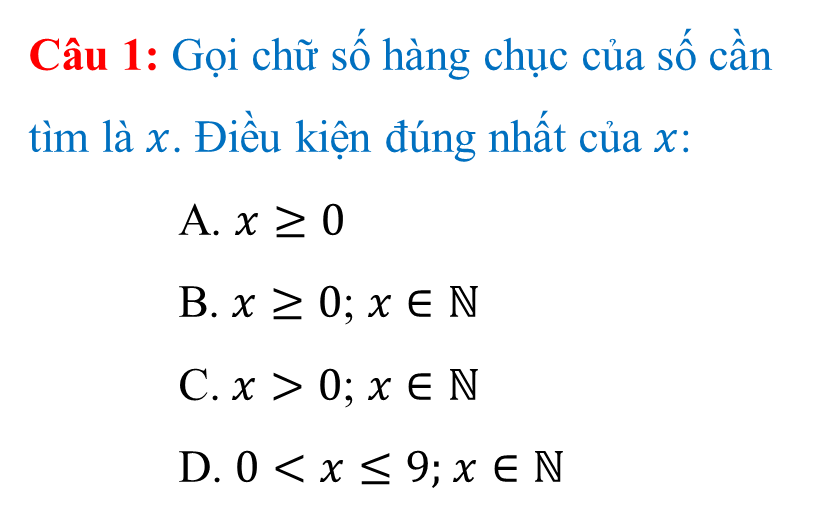 Câu 1: Gọi chữ số hàng chục của số cần
tìm là x. Điều kiện đúng nhất của x:
A. x ≥ 0
B. x ≥ 0; x ∈ ℕ
C. x > 0; x ∈ ℕ
D. 0 < x ≤ 9; x ∈ ℕ